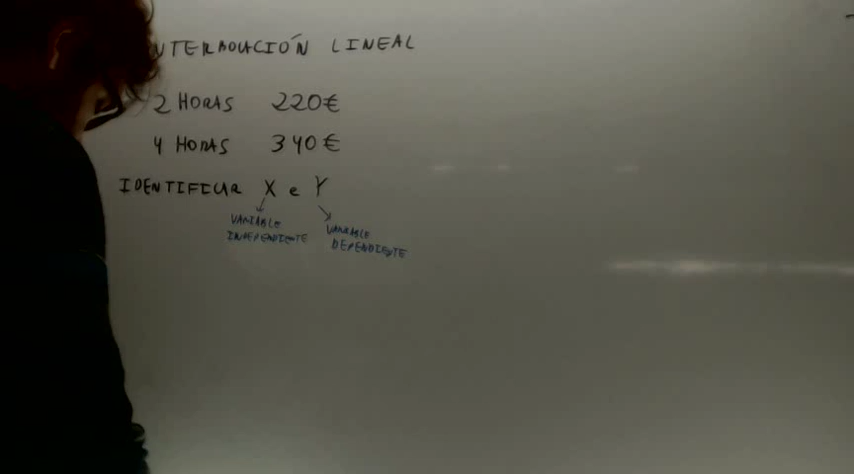 NTERPOLACIÓN LINEAL
2 HORAS 220€
4 HORAS 340€
IDENTIFICAR X e Y
VARIABLE
INDEPENDIENTE
VARIABLE
DEPENDIENTE